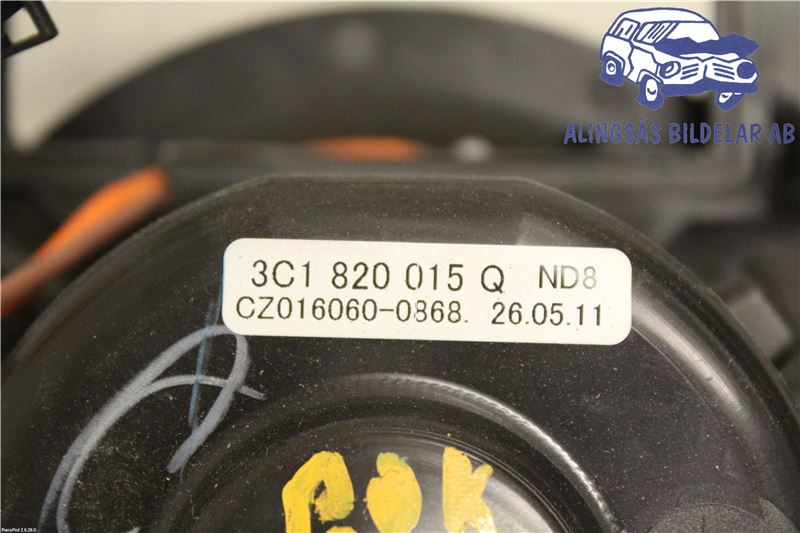 ALINGSÅS BILDELAR AB
3C1 820 015 Q ND8
CZ016060-0868. 26.05.11